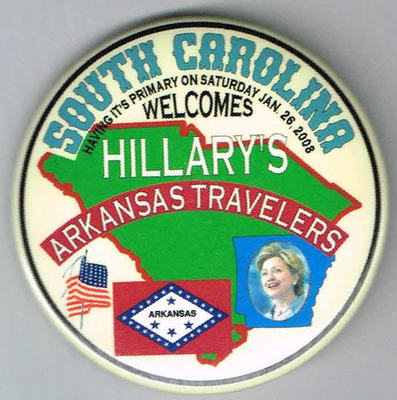 SOUTH CAROLINA
HAVING IT'S PRIMARY ON SATURDAY JAN. 26, 2008
WELCOMES
HILLARY'S
ARKANSAS TRAVELERS
ARKANSAS